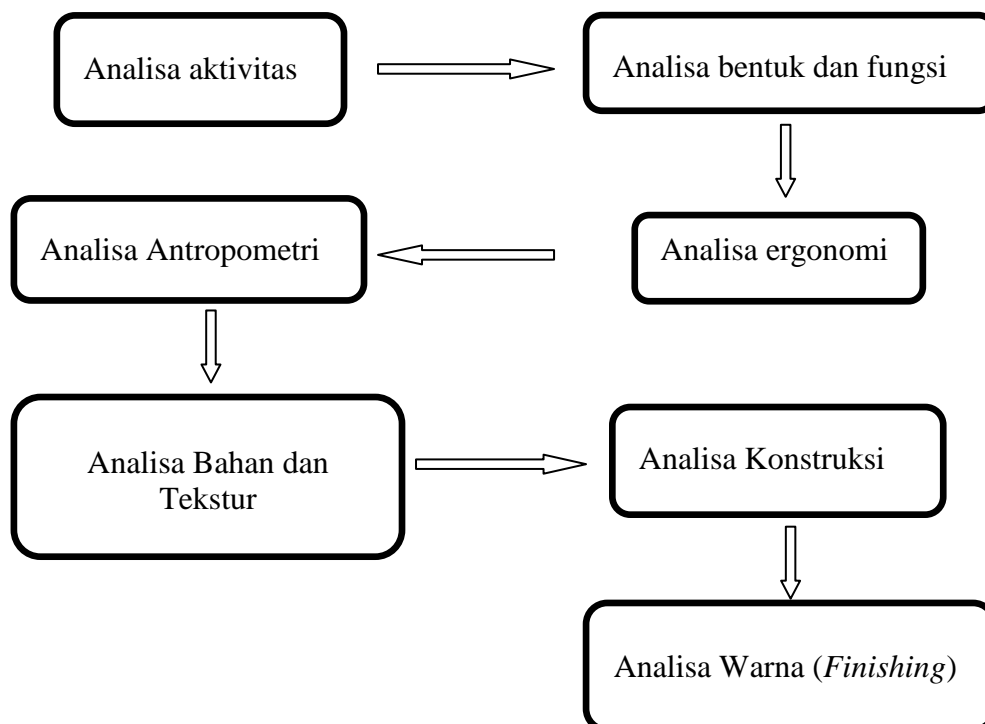 Analisa aktivitas
Analisa bentuk dan fungsi
Analisa ergonomi
Analisa Antropometri
Analisa Bahan dan
Tekstur
Analisa Konstruksi
Analisa Warna (Finishing)